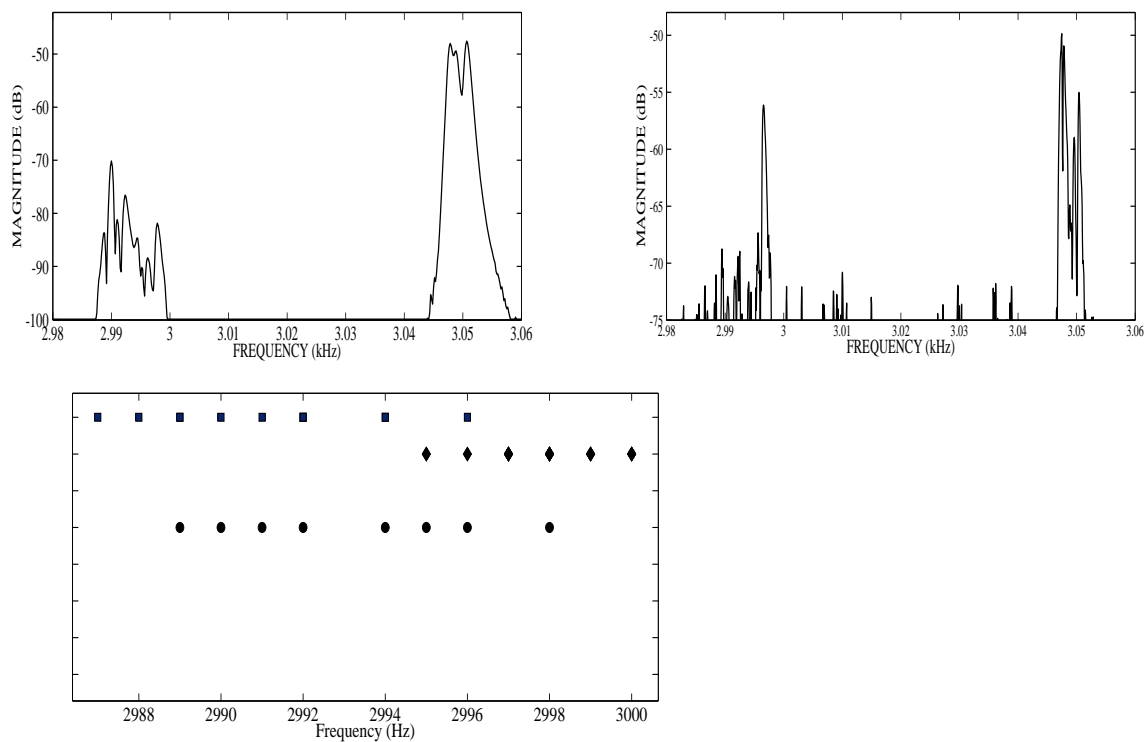 -50
-60
-70
-80
-90
-100
MAGNITUDE (dB)
2.98 2.99 3 3.01 3.02 3.03 3.04 3.05 3.06
FREQUENCY (kHz)
-50
-55
-60
-65
-70
-75
MAGNITUDE (dB)
2.98 2.99 3 3.01 3.02 3.03 3.04 3.05 3.06
FREQUENCY (kHz)
2988 2990 2992 2994 2996 2998 3000
Frequency (Hz)